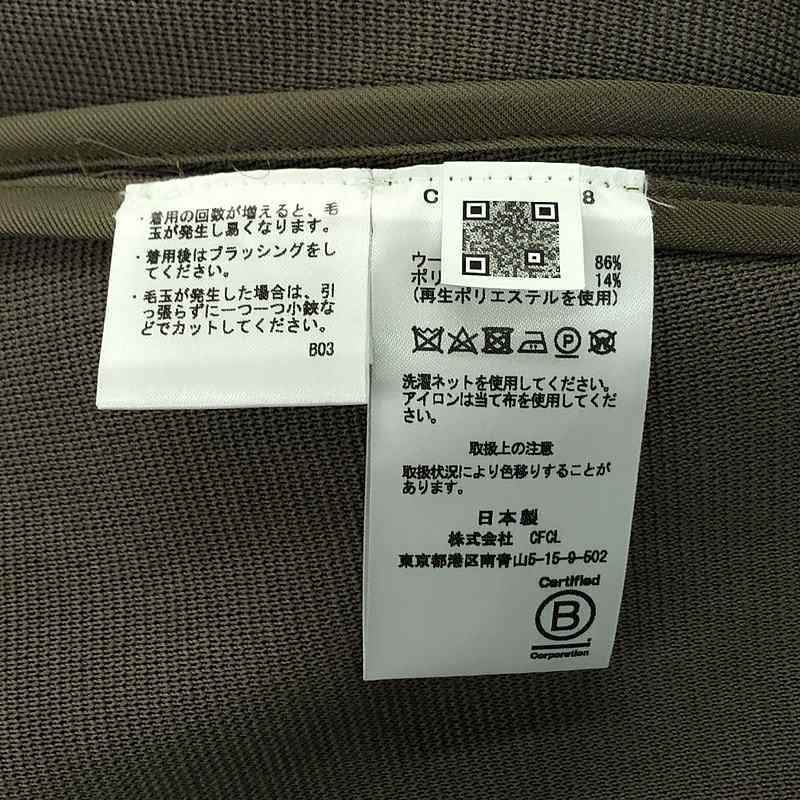 ・着用の回数が増えると、毛
玉が発生し易くなります。
・着用後はブラッシングをし
てください。
・毛玉が発生した場合は、引
っ張らずに一つ一つ小鋏な
どでカットしてください。
B03
C 8
ウー 86%
ポリ 14%
(再生ポリエステルを使用)
P W
洗濯ネットを使用してください。
アイロンは当て布を使用してくだ
さい。
取扱上の注意
取扱状況により色移りすることが
あります。
日本製
株式会社 CFCL
東京都港区南青山5-15-9-502
Certified
B
Corporation